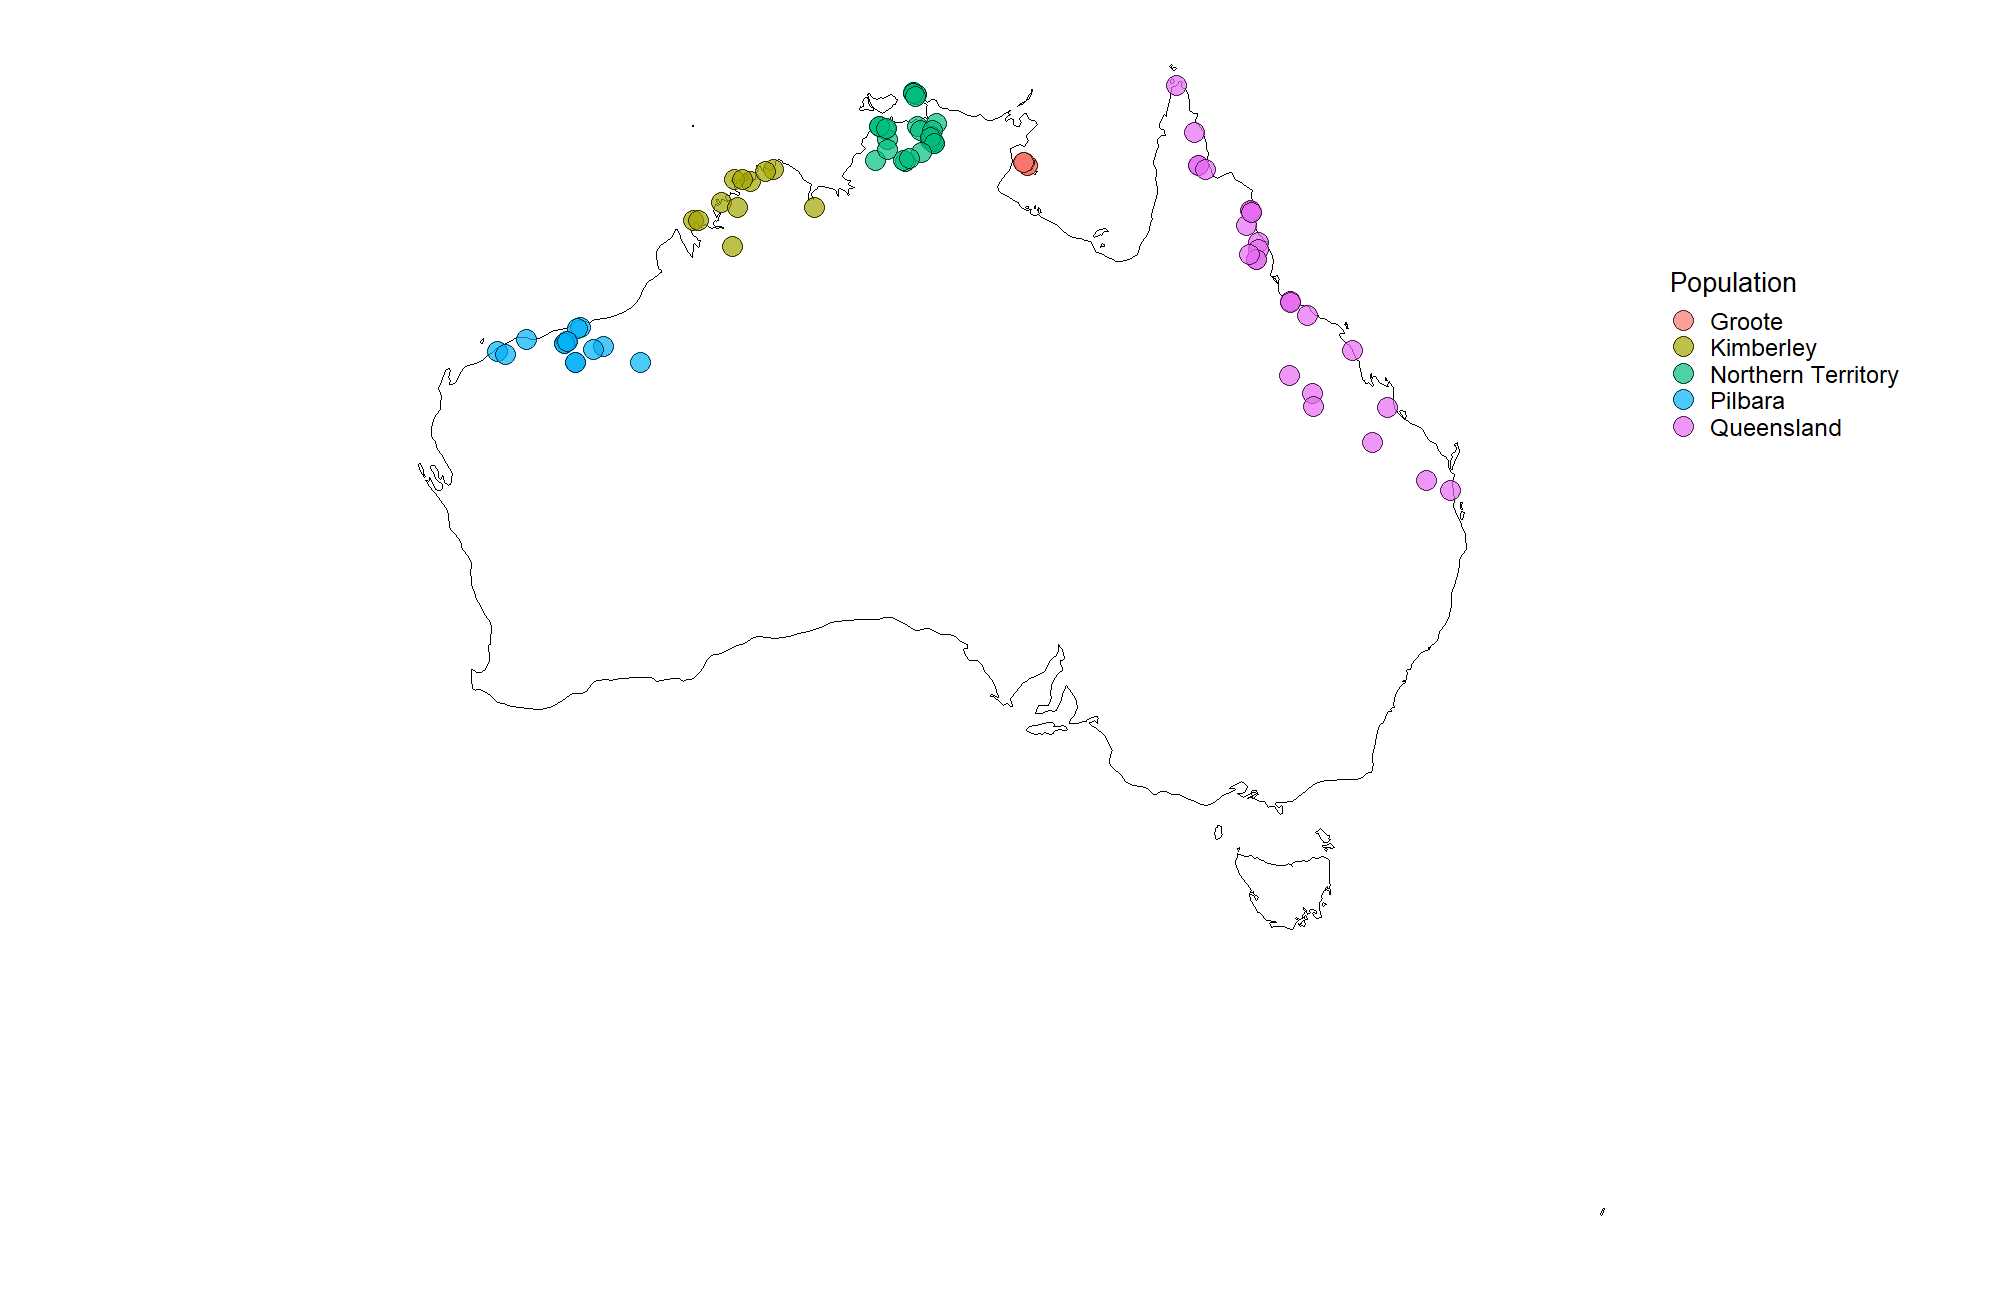 Population
Groote
Kimberley
Northern Territory
Pilbara
Queensland